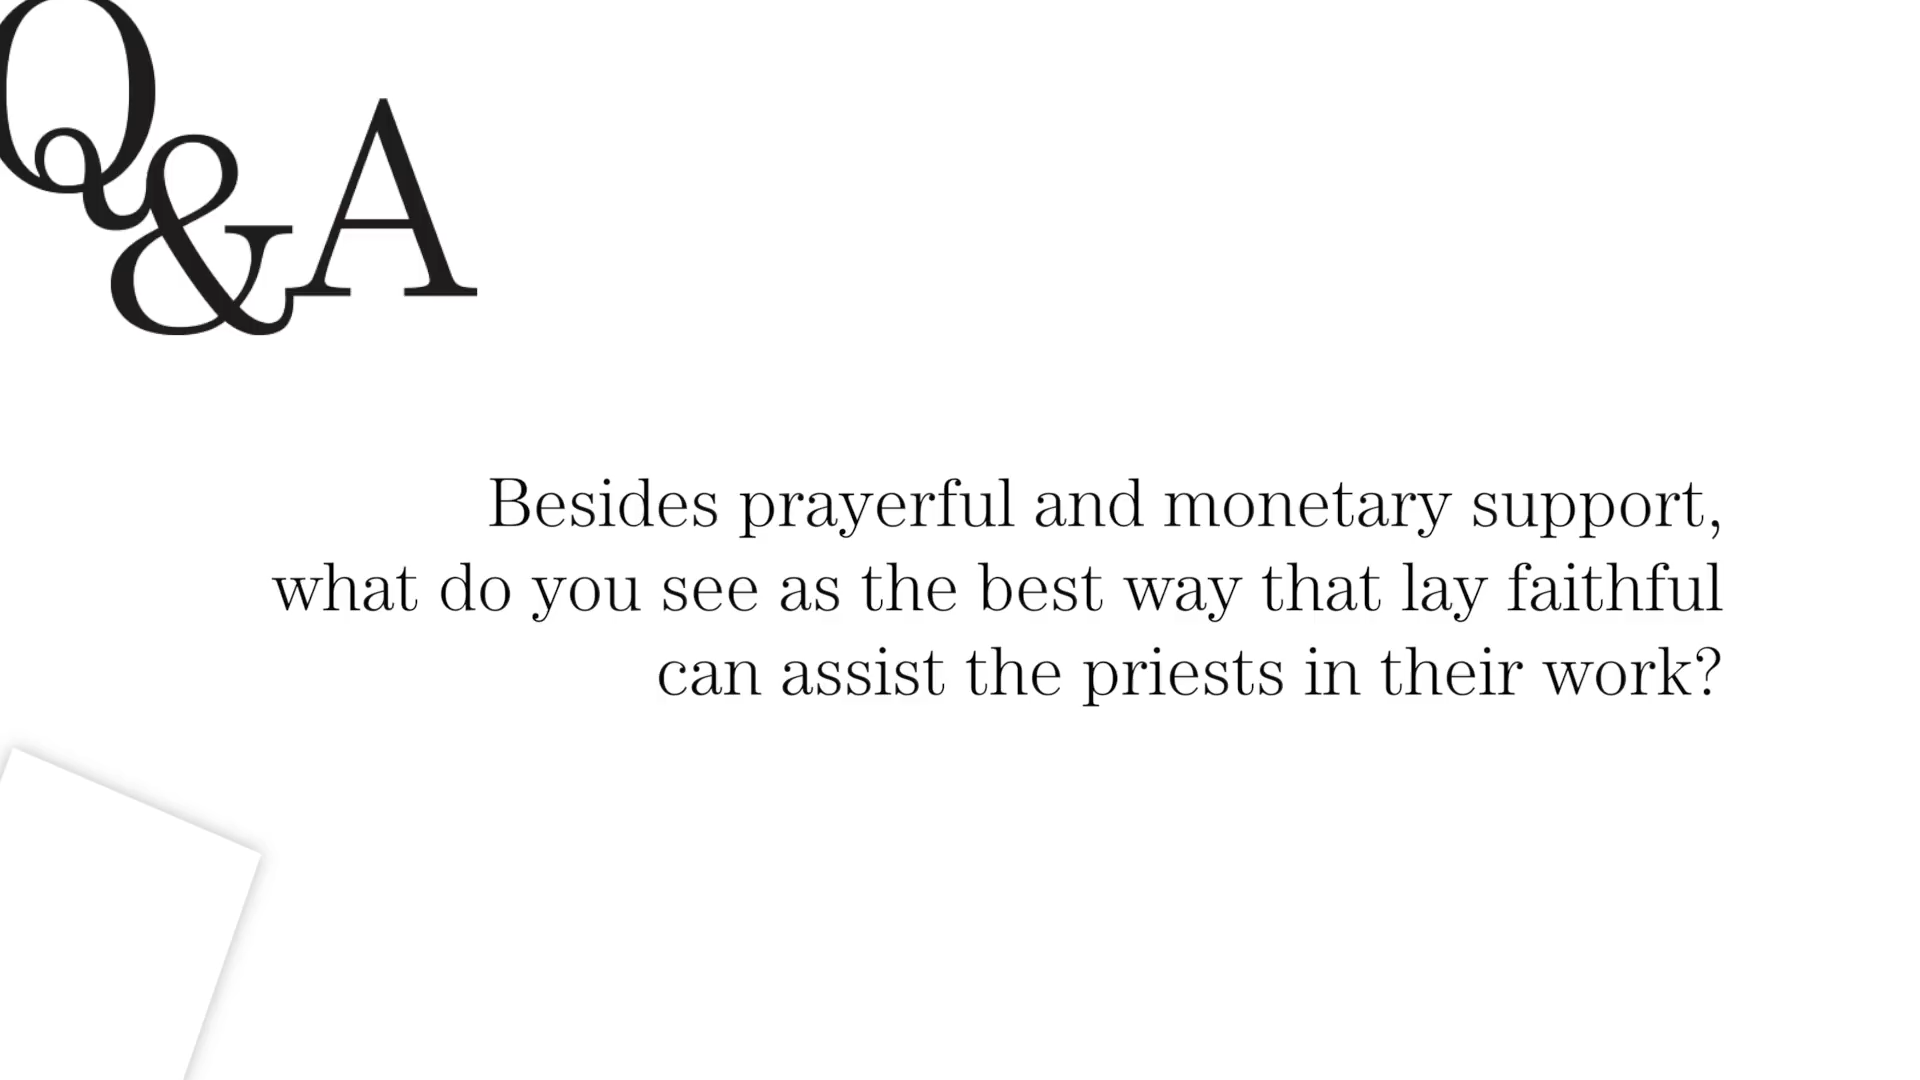 Q&A
Besides prayerful and monetary support,
what do you see as the best way that lay faithful
can assist the priests in their work?